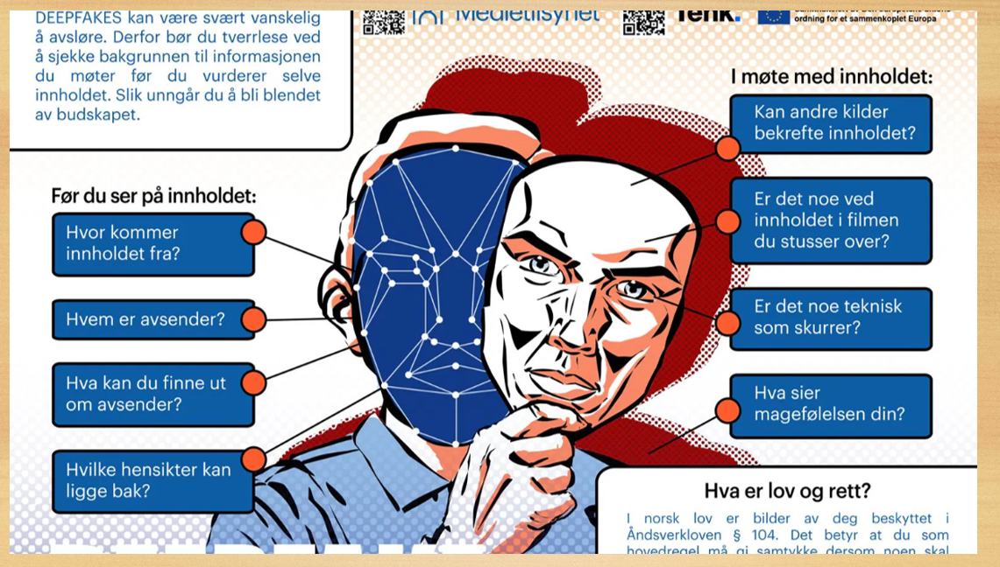 DEEPFAKES kan være svært vanskelig
å avsløre. Derfor bør du tverrlese ved
å sjekke bakgrunnen til informasjonen
du møter før du vurderer selve
innholdet. Slik unngår du å bli blendet
av budskapet.
Medietilsynet
Tenk.
ordning for et sammenkoplet Europa
Før du ser på innholdet:
Hvor kommer
innholdet fra?
Hvem er avsender?
Hva kan du finne ut
om avsender?
Hvilke hensikter kan
ligge bak?
I møte med innholdet:
Kan andre kilder
bekrefte innholdet?
Er det noe ved
innholdet i filmen
du stusser over?
Er det noe teknisk
som skurrer?
Hva sier
magefølelsen din?
Hva er lov og rett?
I norsk lov er bilder av deg beskyttet i
Åndsverkloven § 104. Det betyr at du som
hovedregel må gi samtykke dersom noen skal